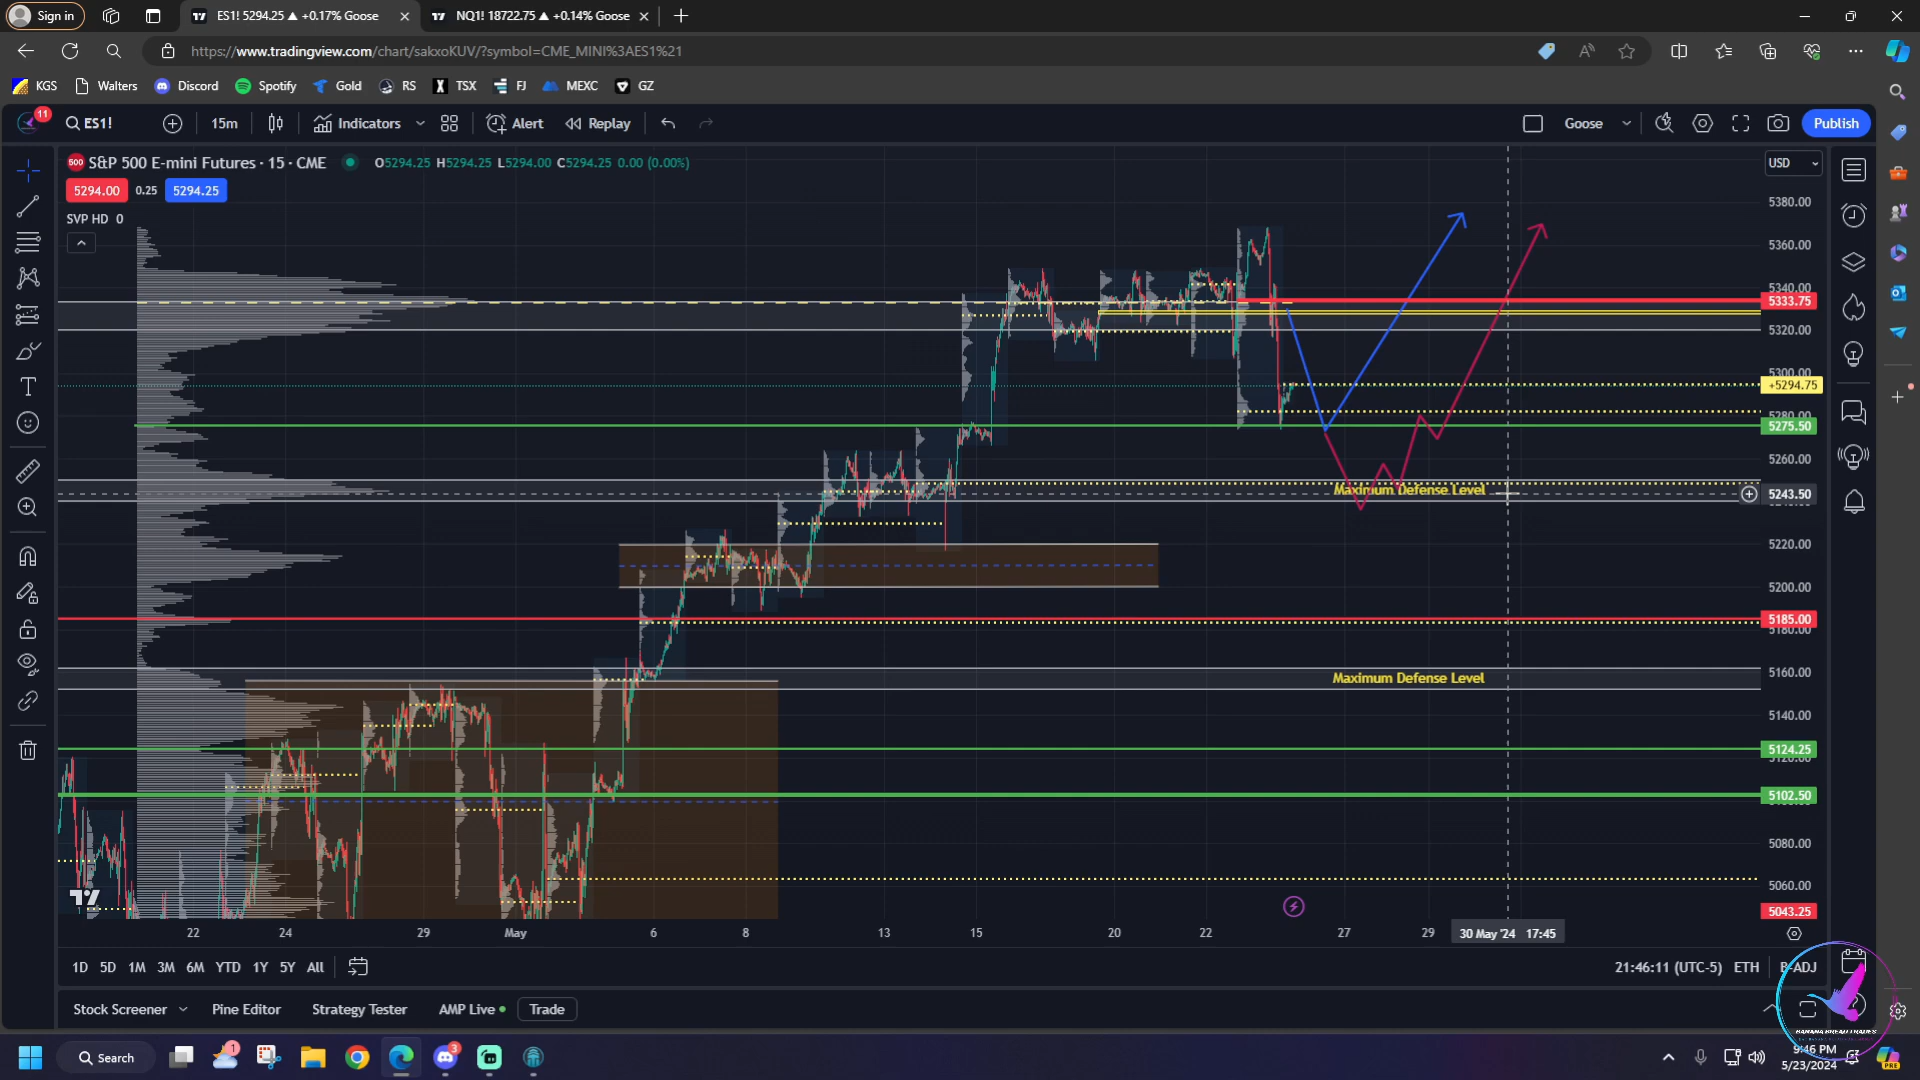 Sign in
ES1! 5294.25 ▲ +0.17% Goose
NQ1! 18722.75 ▲ +0.14% Goose
https://www.tradingview.com/chart/sakxoKUV/?symbol=CME_MINI%3AES1%21
KGS Walters Discord Spotify Gold RS TSX FJ MEXC GZ
11 ES1! 15m Indicators Alert Replay Goose Publish
S&P 500 E-mini Futures · 15 · CME O5294.25 H5294.25 L5294.00 C5294.25 0.00 (0.00%)
USD
5294.00 0.25 5294.25
SVP HD 0
5380.00
5360.00
5340.00
5333.75
5320.00
5300.00
+5294.75
5280.00
5275.50
5260.00
Maximum Defense Level
5243.50
5220.00
5200.00
5185.00
5180.00
5160.00
Maximum Defense Level
5140.00
5124.25
5120.00
5102.50
5080.00
5060.00
5043.25
22 24 29 May 6 8 13 15 20 22 27 29 30 May '24 17:45
1D 5D 1M 3M 6M YTD 1Y 5Y All
21:46:11 (UTC-5) ETH B-ADJ
Stock Screener Pine Editor Strategy Tester AMP Live Trade
BANANA BREAD TRADES
Search
1
3
9:46 PM
5/23/2024
PRE